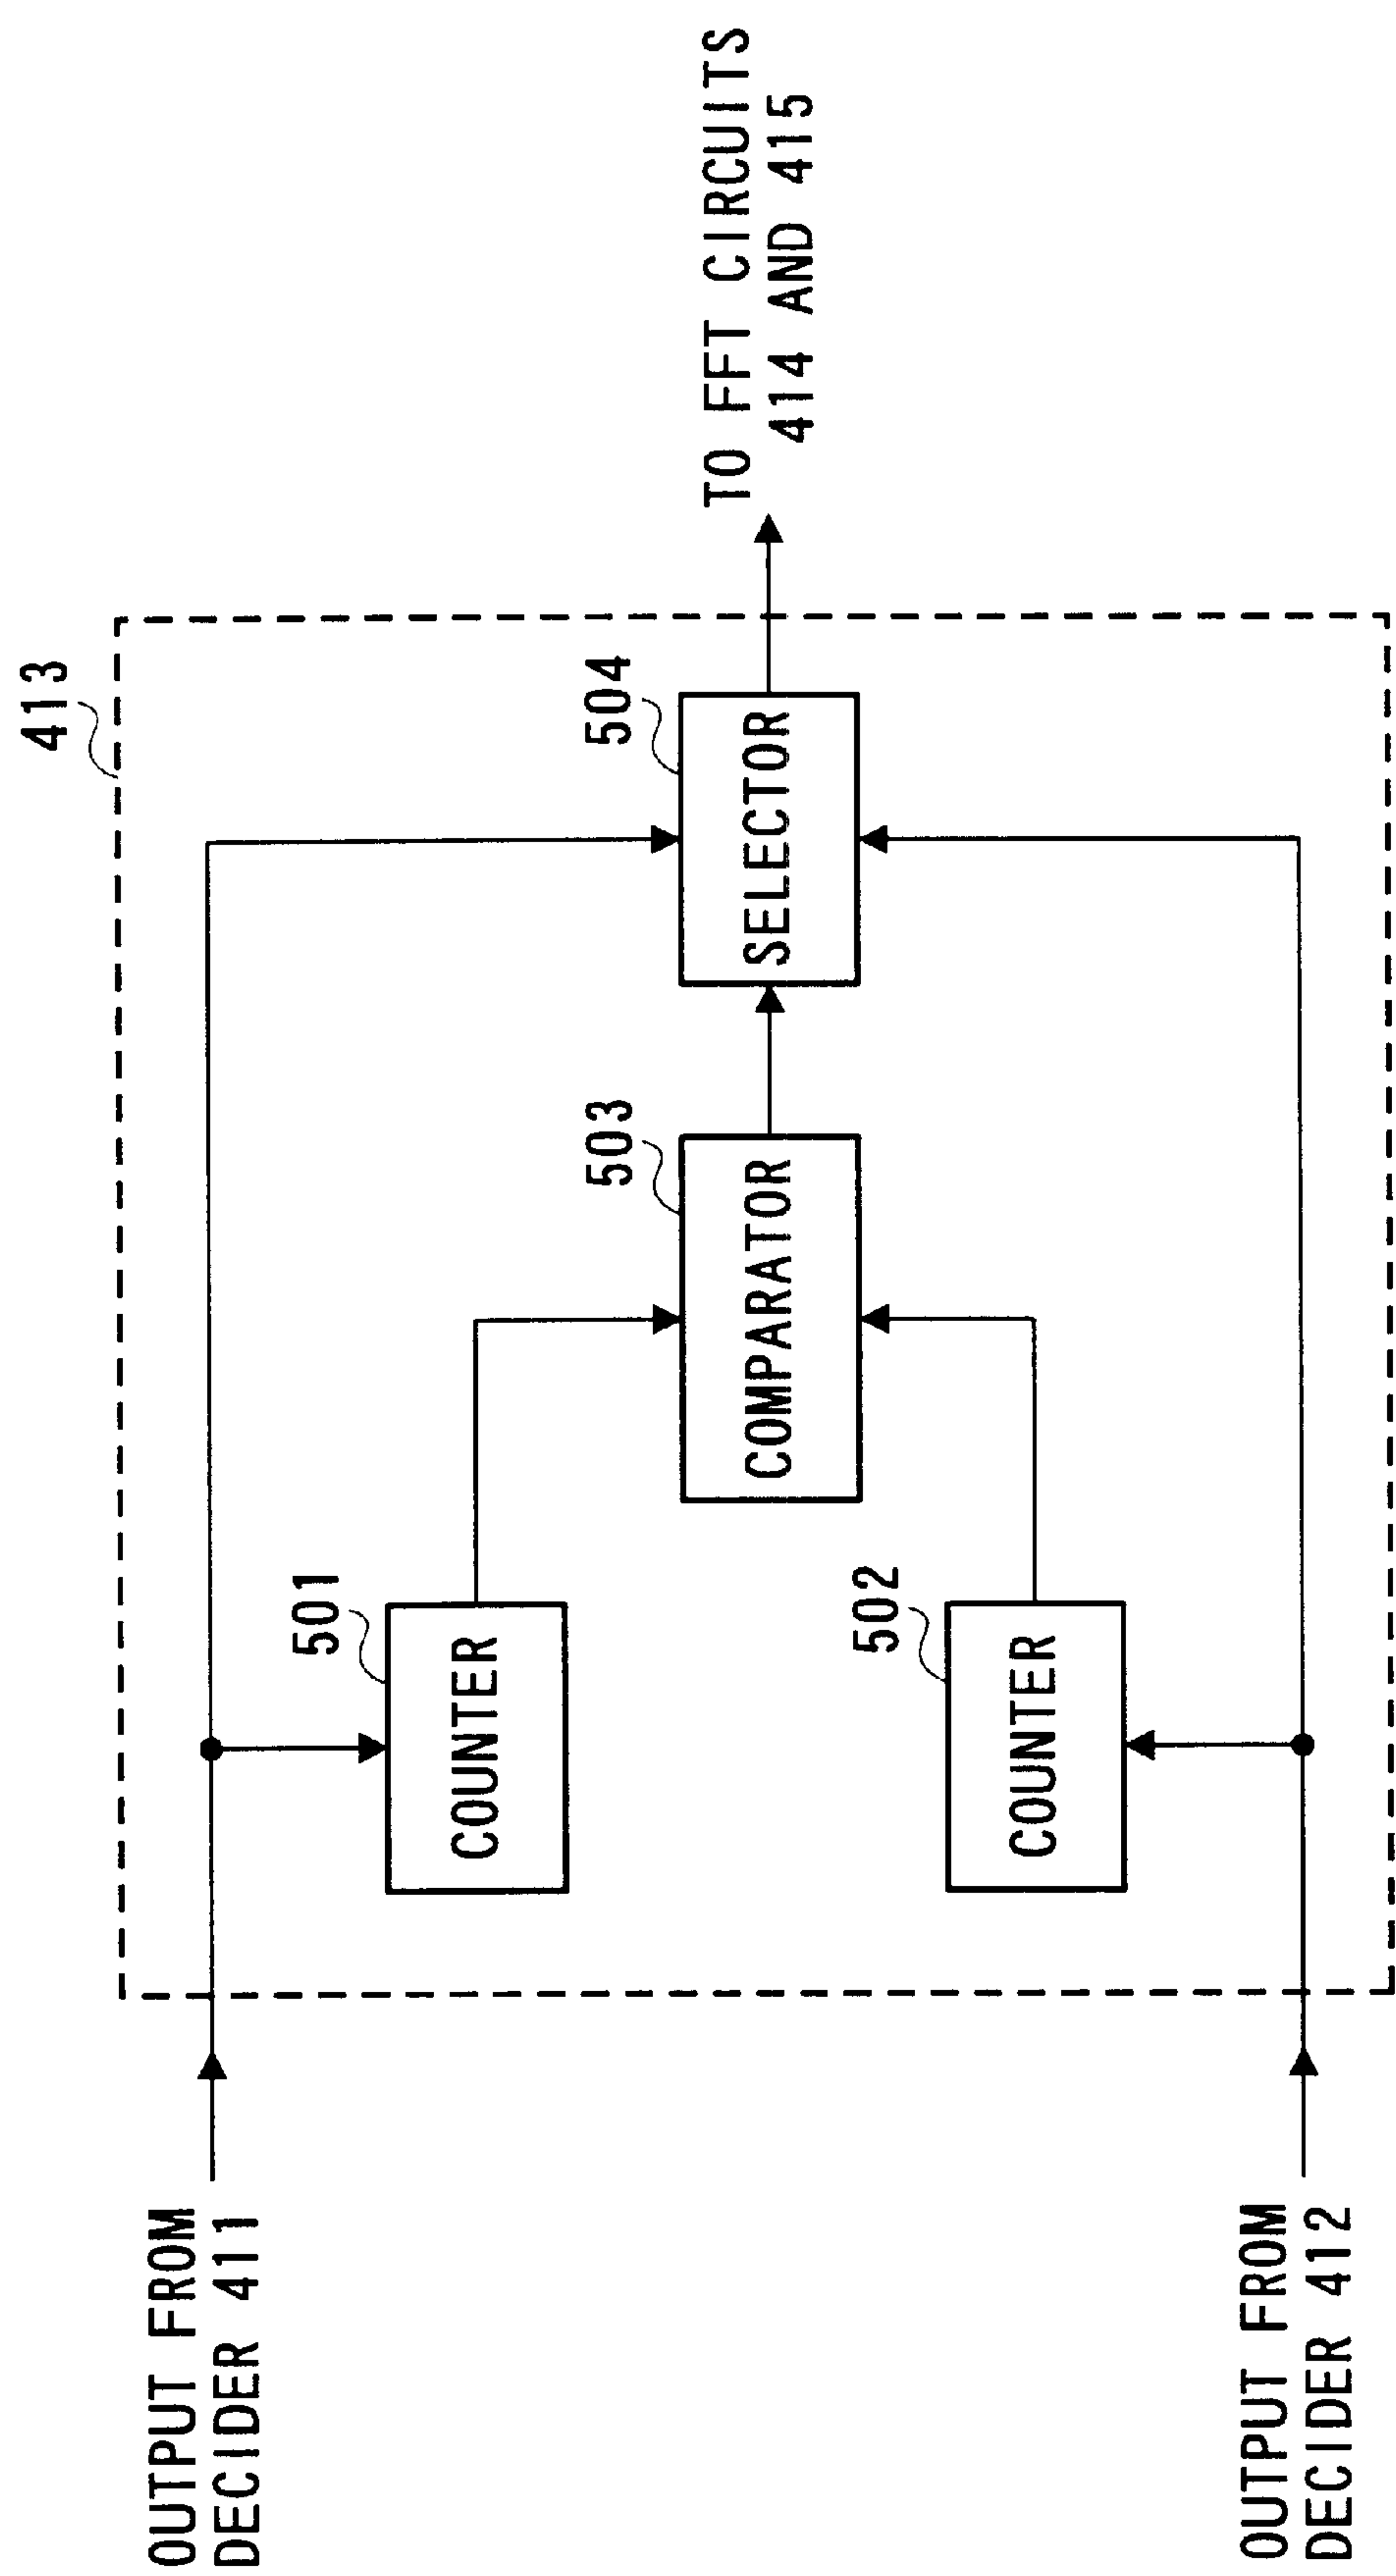 413
OUTPUT FROM
DECIDER 411
501
COUNTER
503
COMPARATOR
504
SELECTOR
TO FFT CIRCUITS
414 AND 415
502
COUNTER
OUTPUT FROM
DECIDER 412